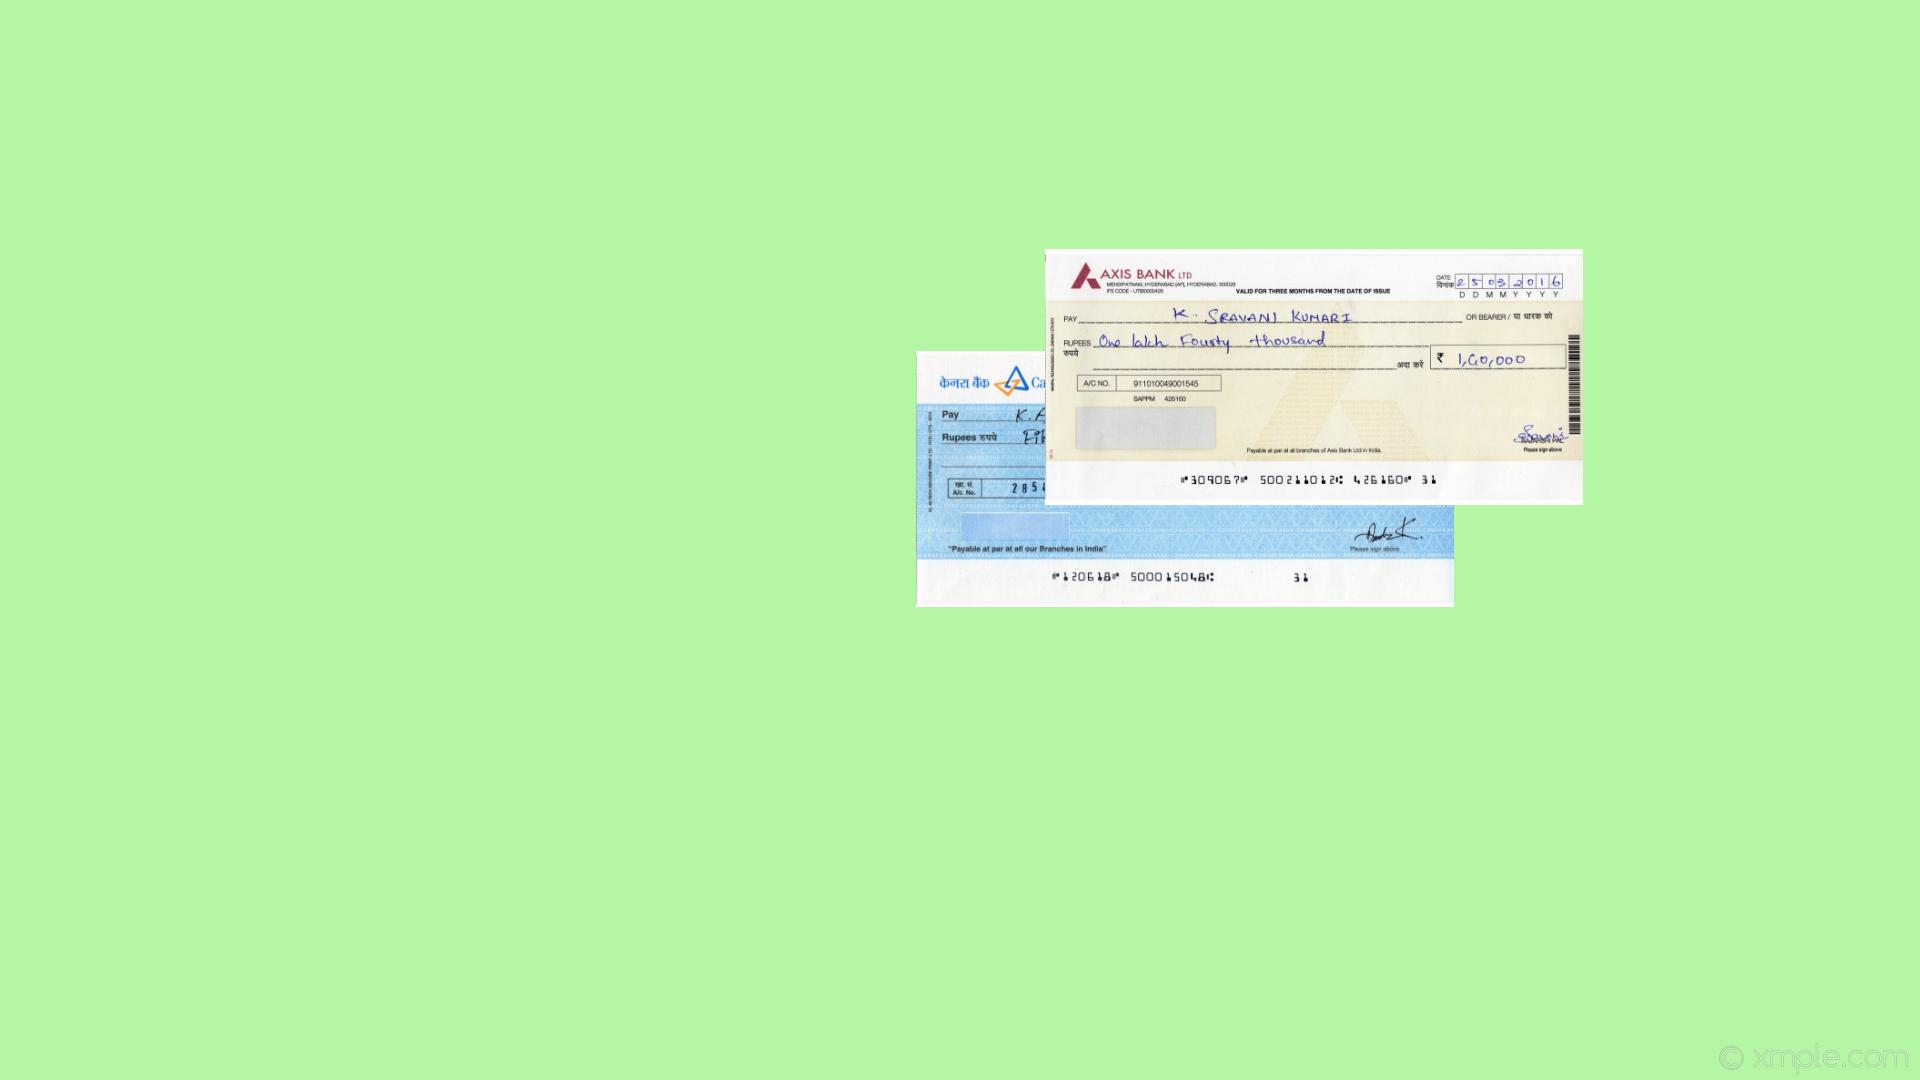 AXIS BANK LTD
MEHDIPATNAM, HYDERABAD [AP], HYDERABAD, 500028
IFS CODE - UTIB0000426
VALID FOR THREE MONTHS FROM THE DATE OF ISSUE
DATE
दिनांक
2 5 0 3 2 0 1 6
D D M M Y Y Y Y
PAY K. SRAVANI KUMARI OR BEARER / या धारक को
RUPEES One lakh Fourty thousand
रुपये
अदा करें ₹ 1,40,000
A/C NO. 911010049001545
SAPPM 426160
Payable at par at all branches of Axis Bank Ltd in India.
Please sign above
⑈309067⑈ 500211012⑆ 426160⑈ 31
केनरा बैंक Ca
Pay K.
Rupees रुपये
A/c. No. 285
"Payable at par at all our Branches in India"
Please sign above
⑈120618⑈ 500015048⑆ 31
© xmple.com